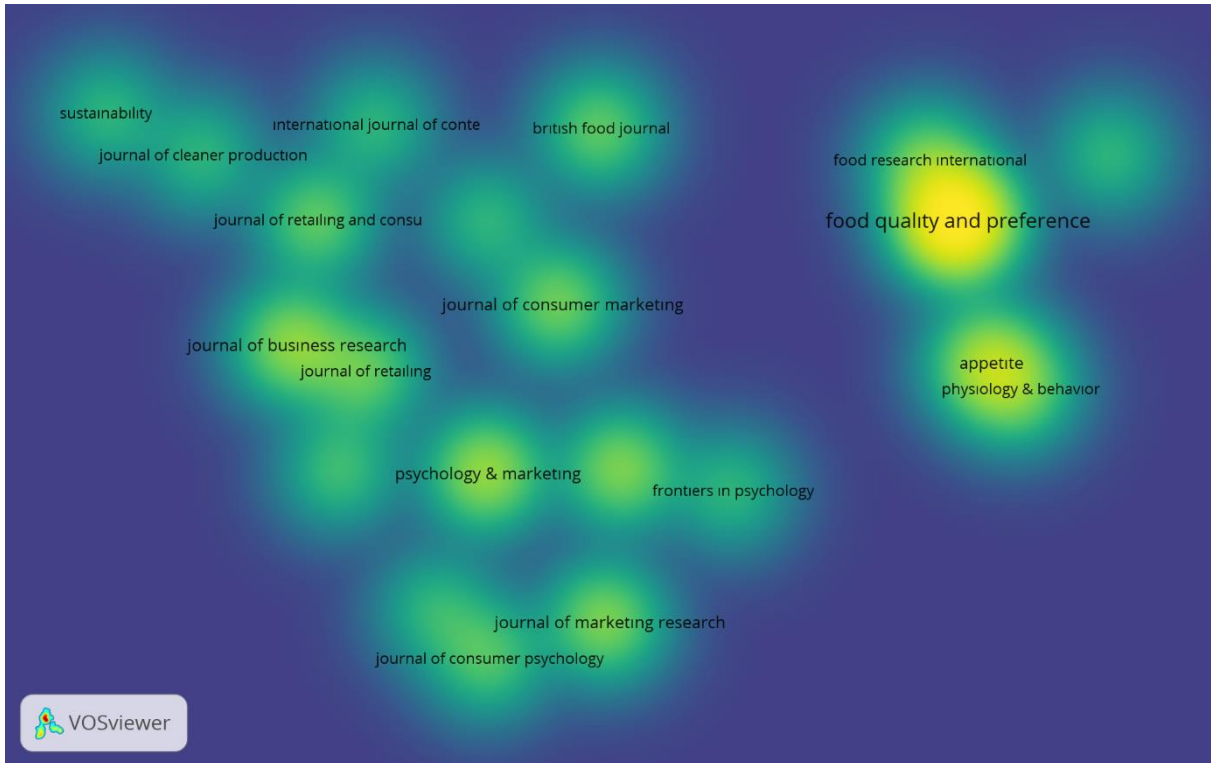 sustainability
international journal of conte
british food journal
journal of cleaner production
food research international
journal of retailing and consu
food quality and preference
journal of consumer marketing
journal of business research
journal of retailing
appetite
physiology & behavior
psychology & marketing
frontiers in psychology
journal of marketing research
journal of consumer psychology
VOSviewer